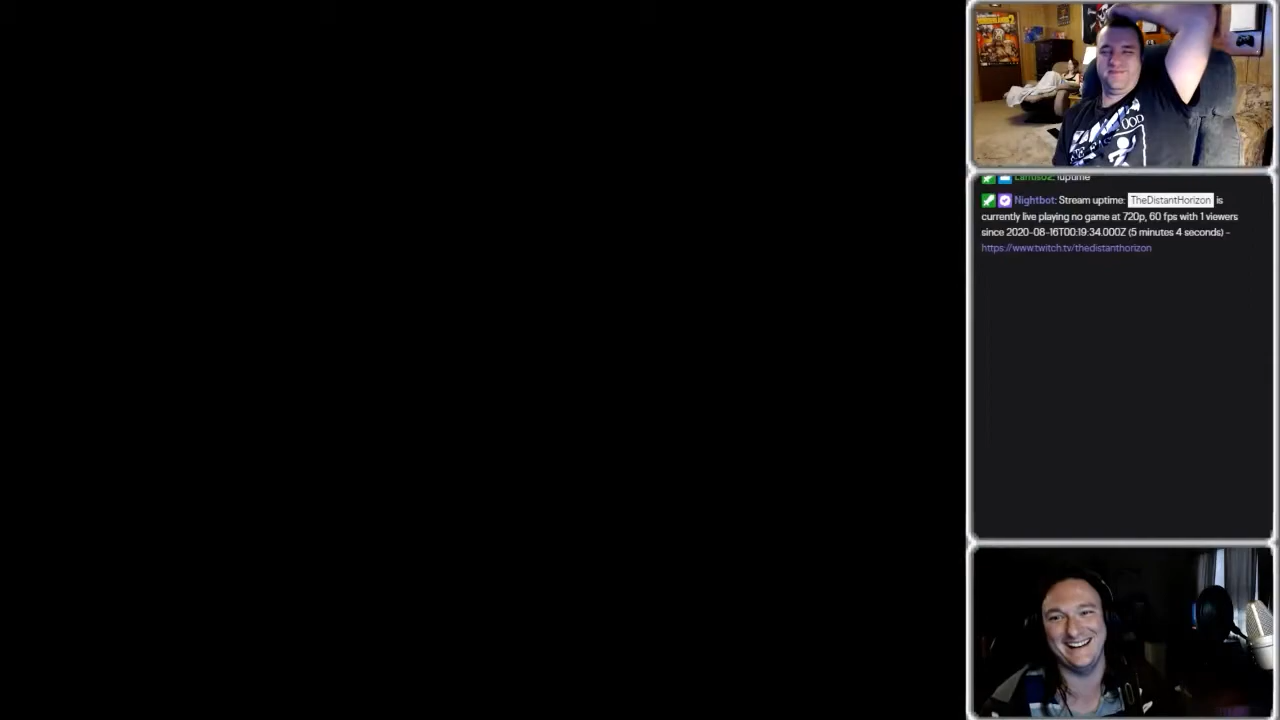 Lantis02: !uptime
Nightbot: Stream uptime: TheDistantHorizon is
currently live playing no game at 720p, 60 fps with 1 viewers
since 2020-08-16T00:19:34.000Z (5 minutes 4 seconds) -
https://www.twitch.tv/thedistanthorizon